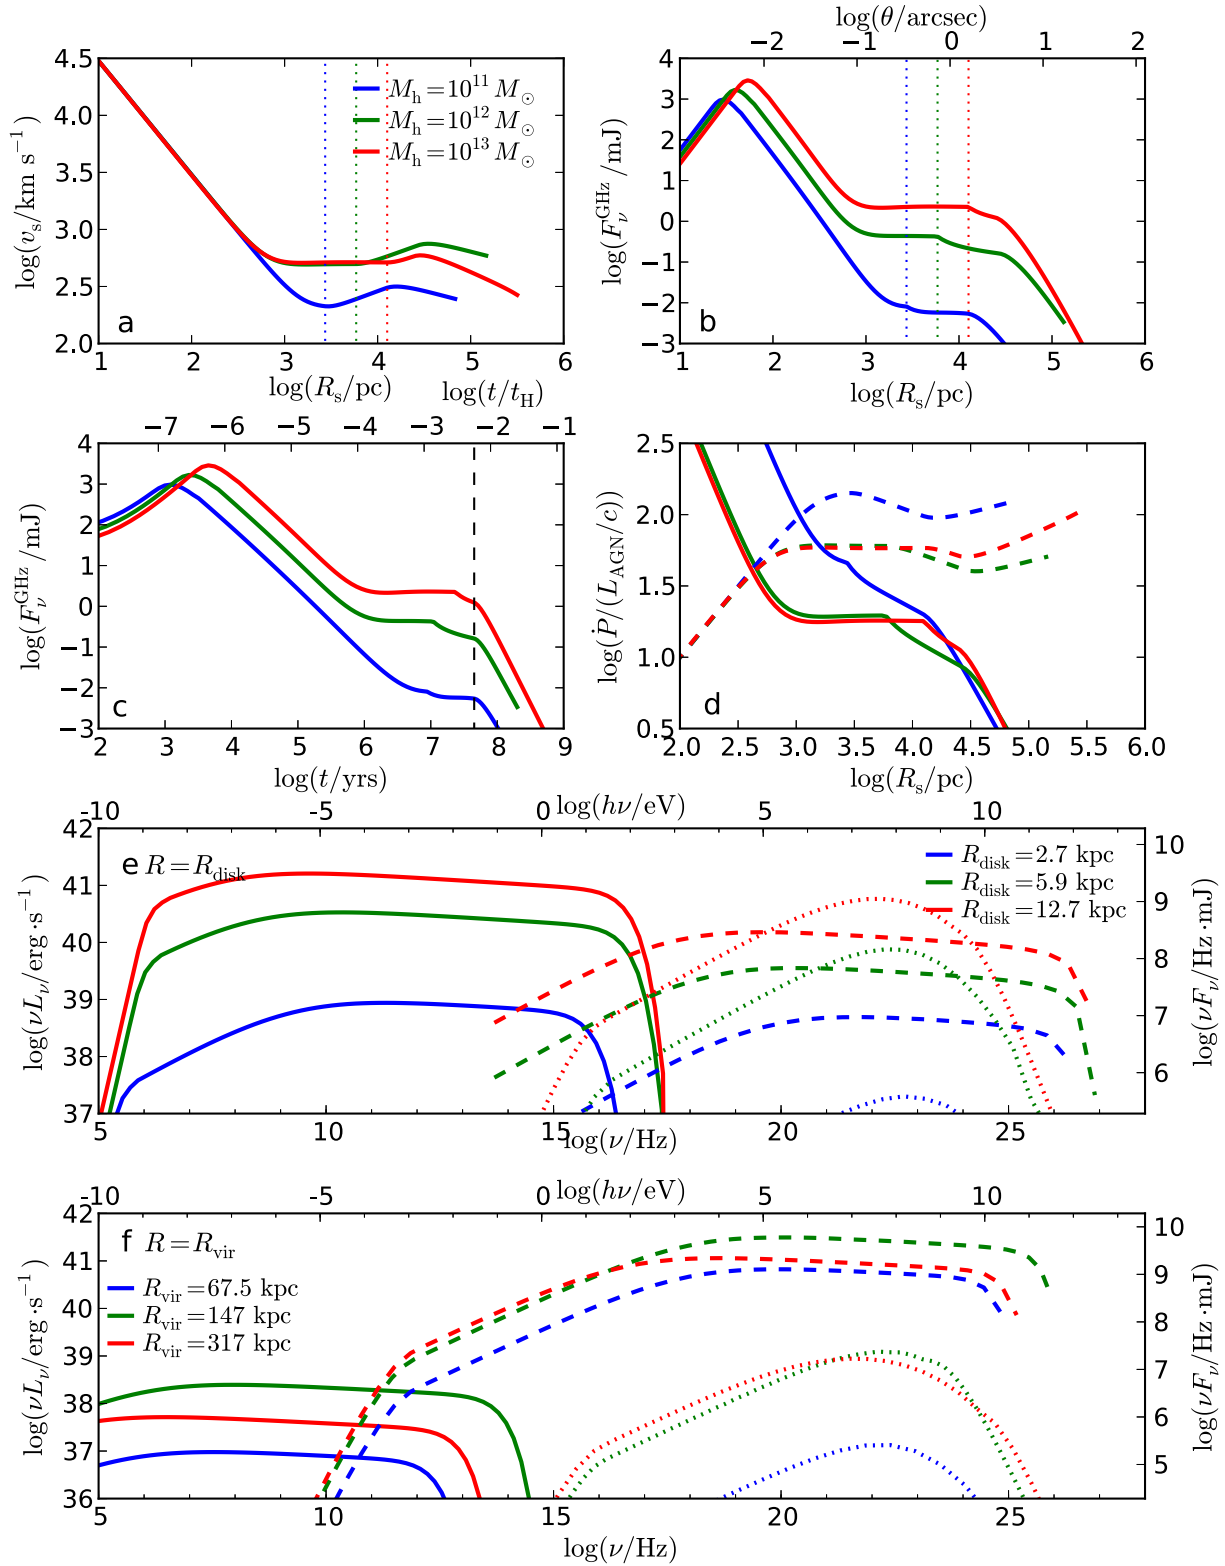 log(θ/arcsec)
−2 −1 0 1 2
4.5
4.0
3.5
3.0
2.5
2.0
log(v_s/km s⁻¹)
M_h = 10¹¹ M_⊙
M_h = 10¹² M_⊙
M_h = 10¹³ M_⊙
a
1 2 3 4 5 6
log(R_s/pc)
4
3
2
1
0
−1
−2
−3
log(F_ν^GHz/mJ)
b
1 2 3 4 5 6
log(R_s/pc)
log(t/t_H)
−7 −6 −5 −4 −3 −2 −1
4
3
2
1
0
−1
−2
−3
log(F_ν^GHz/mJ)
c
2 3 4 5 6 7 8 9
log(t/yrs)
2.5
2.0
1.5
1.0
0.5
log(Ṗ/(L_AGN/c))
d
2.0 2.5 3.0 3.5 4.0 4.5 5.0 5.5 6.0
log(R_s/pc)
-10 -5 0 5 10
log(hν/eV)
42
41
40
39
38
37
log(νL_ν/erg·s⁻¹)
e R = R_disk
R_disk = 2.7 kpc
R_disk = 5.9 kpc
R_disk = 12.7 kpc
10
9
8
7
6
log(νF_ν/Hz·mJ)
5 10 15 20 25
log(ν/Hz)
-10 -5 0 5 10
log(hν/eV)
42
41
40
39
38
37
36
log(νL_ν/erg·s⁻¹)
f R = R_vir
R_vir = 67.5 kpc
R_vir = 147 kpc
R_vir = 317 kpc
10
9
8
7
6
5
log(νF_ν/Hz·mJ)
5 10 15 20 25
log(ν/Hz)